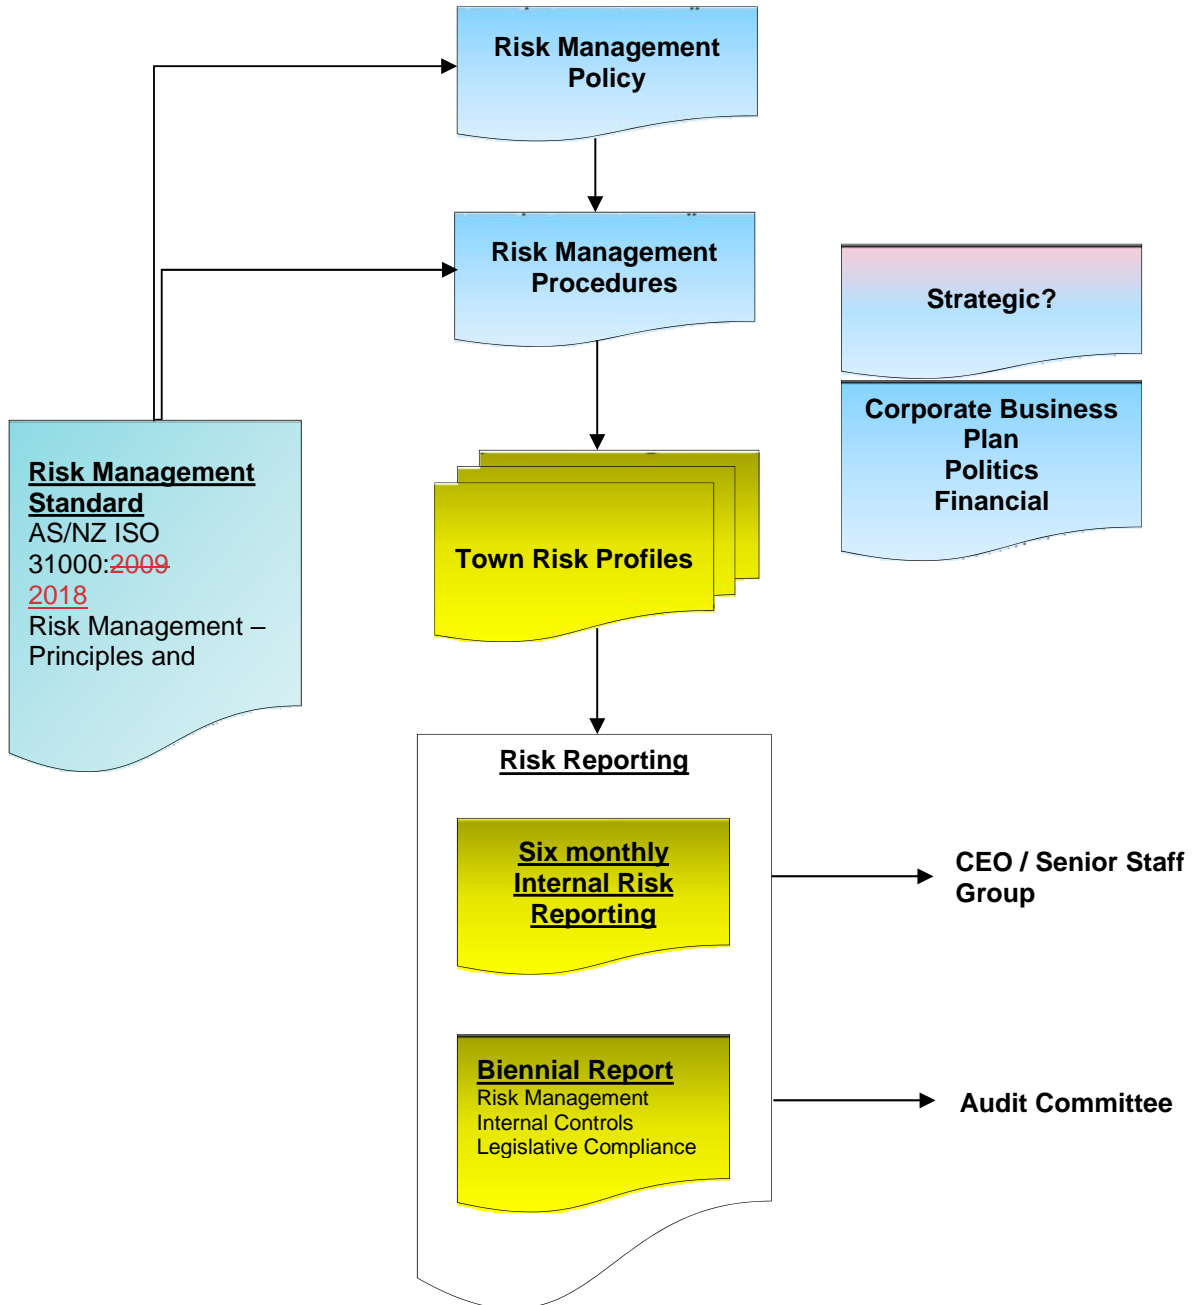 Risk Management
Policy
Risk Management
Procedures
Strategic?
Corporate Business
Plan
Politics
Financial
Risk Management
Standard
AS/NZ ISO
31000:2009
2018
Risk Management –
Principles and
Town Risk Profiles
Risk Reporting
Six monthly
Internal Risk
Reporting
CEO / Senior Staff
Group
Biennial Report
Risk Management
Internal Controls
Legislative Compliance
Audit Committee